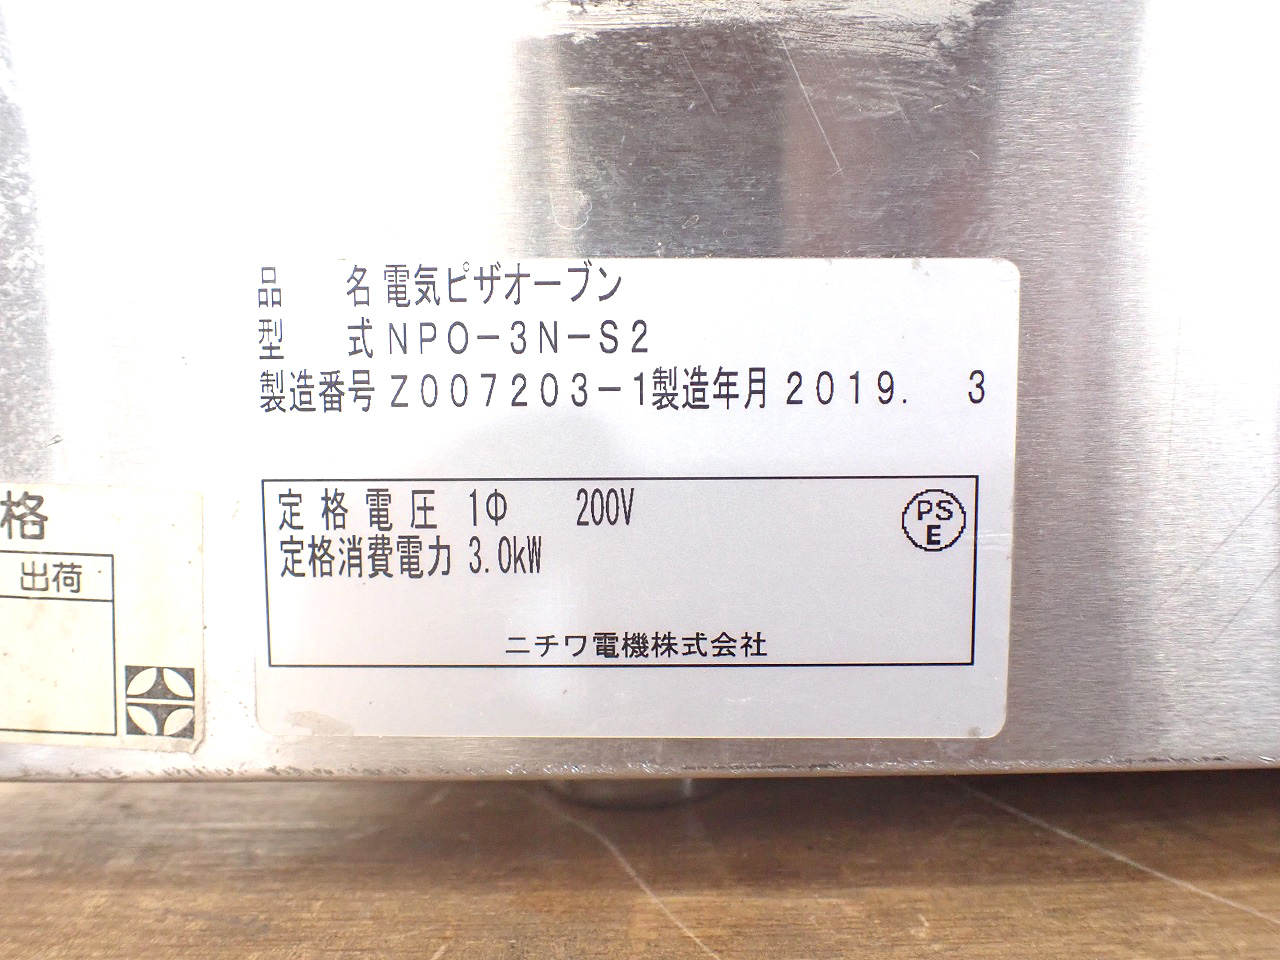 品　名 電気ピザオーブン
型　式 NPO-3N-S2
製造番号 Z007203-1製造年月 2019. 3
定格電圧 1Φ 200V
PS
E
定格消費電力 3.0kW
ニチワ電機株式会社
格
出荷